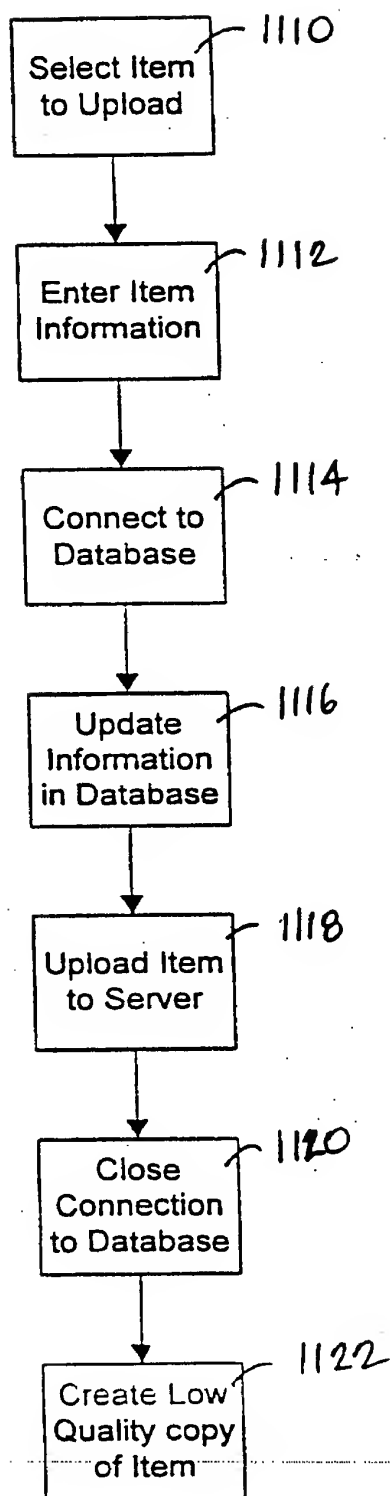 1110
Select Item
to Upload
1112
Enter Item
Information
1114
Connect to
Database
1116
Update
Information
in Database
1118
Upload Item
to Server
1120
Close
Connection
to Database
1122
Create Low
Quality copy
of Item